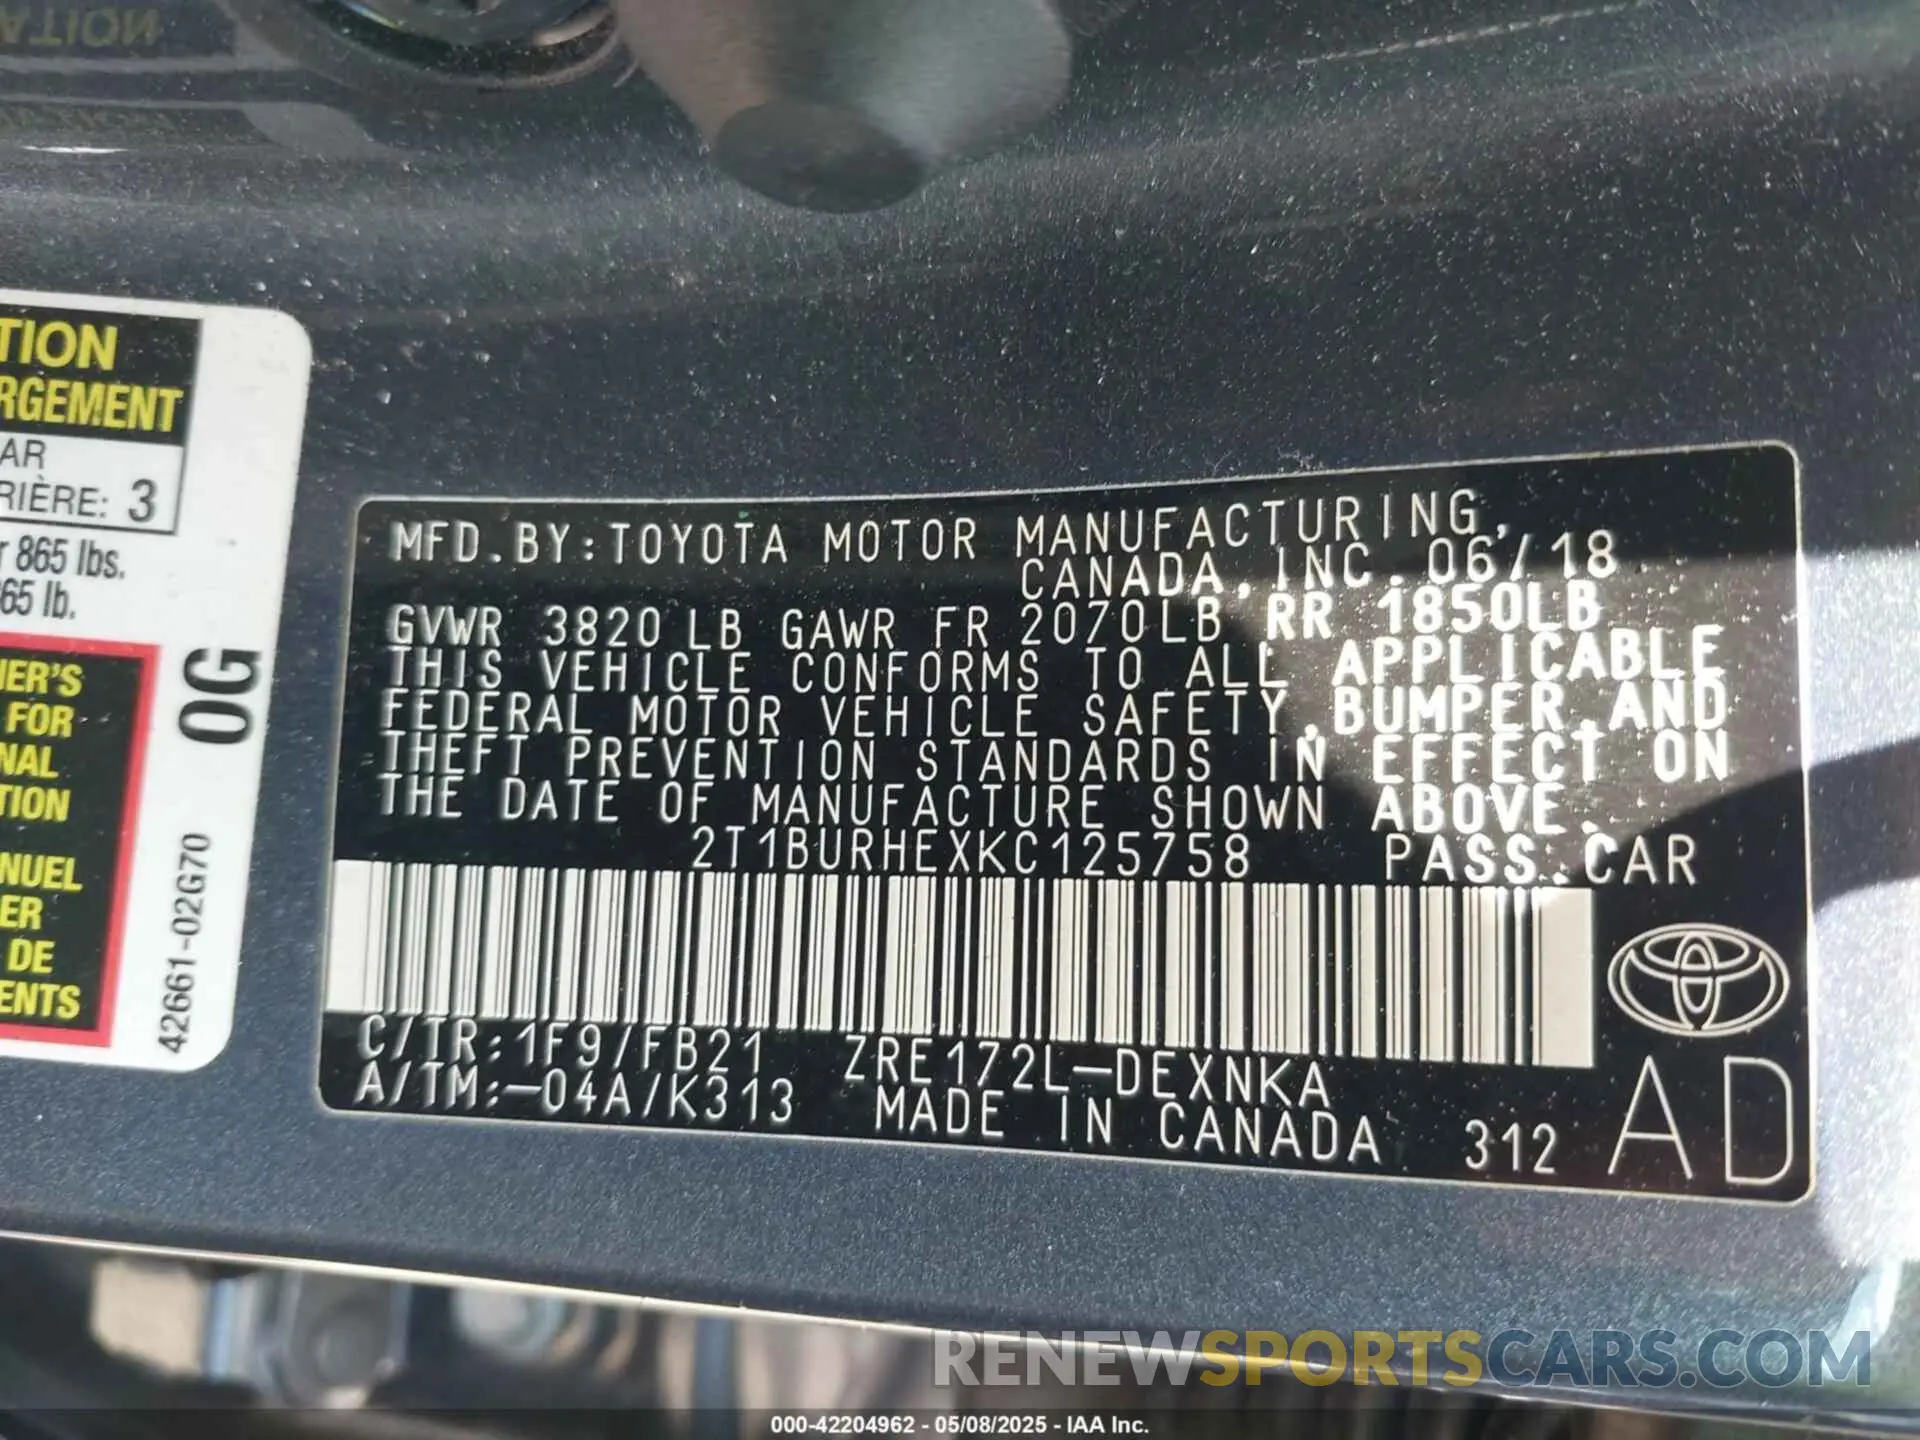 TION
RGEMENT
AR
RIÈRE: 3
r 865 lbs.
65 lb.
IER'S
FOR
NAL
TION
NUEL
ER
DE
ENTS
0G
42661-02G70
MFD.BY:TOYOTA MOTOR MANUFACTURING,
CANADA,INC. 06/18
GVWR 3820LB GAWR FR 2070LB RR 1850LB
THIS VEHICLE CONFORMS TO ALL APPLICABLE
FEDERAL MOTOR VEHICLE SAFETY,BUMPER,AND
THEFT PREVENTION STANDARDS IN EFFECT ON
THE DATE OF MANUFACTURE SHOWN ABOVE.
2T1BURHEXKC125758 PASS.CAR
C/TR:1F9/FB21 ZRE172L-DEXNKA
A/TM:-04A/K313 MADE IN CANADA 312 AD
RENEWSPORTSCARS.COM
000-42204962 - 05/08/2025 - IAA Inc.